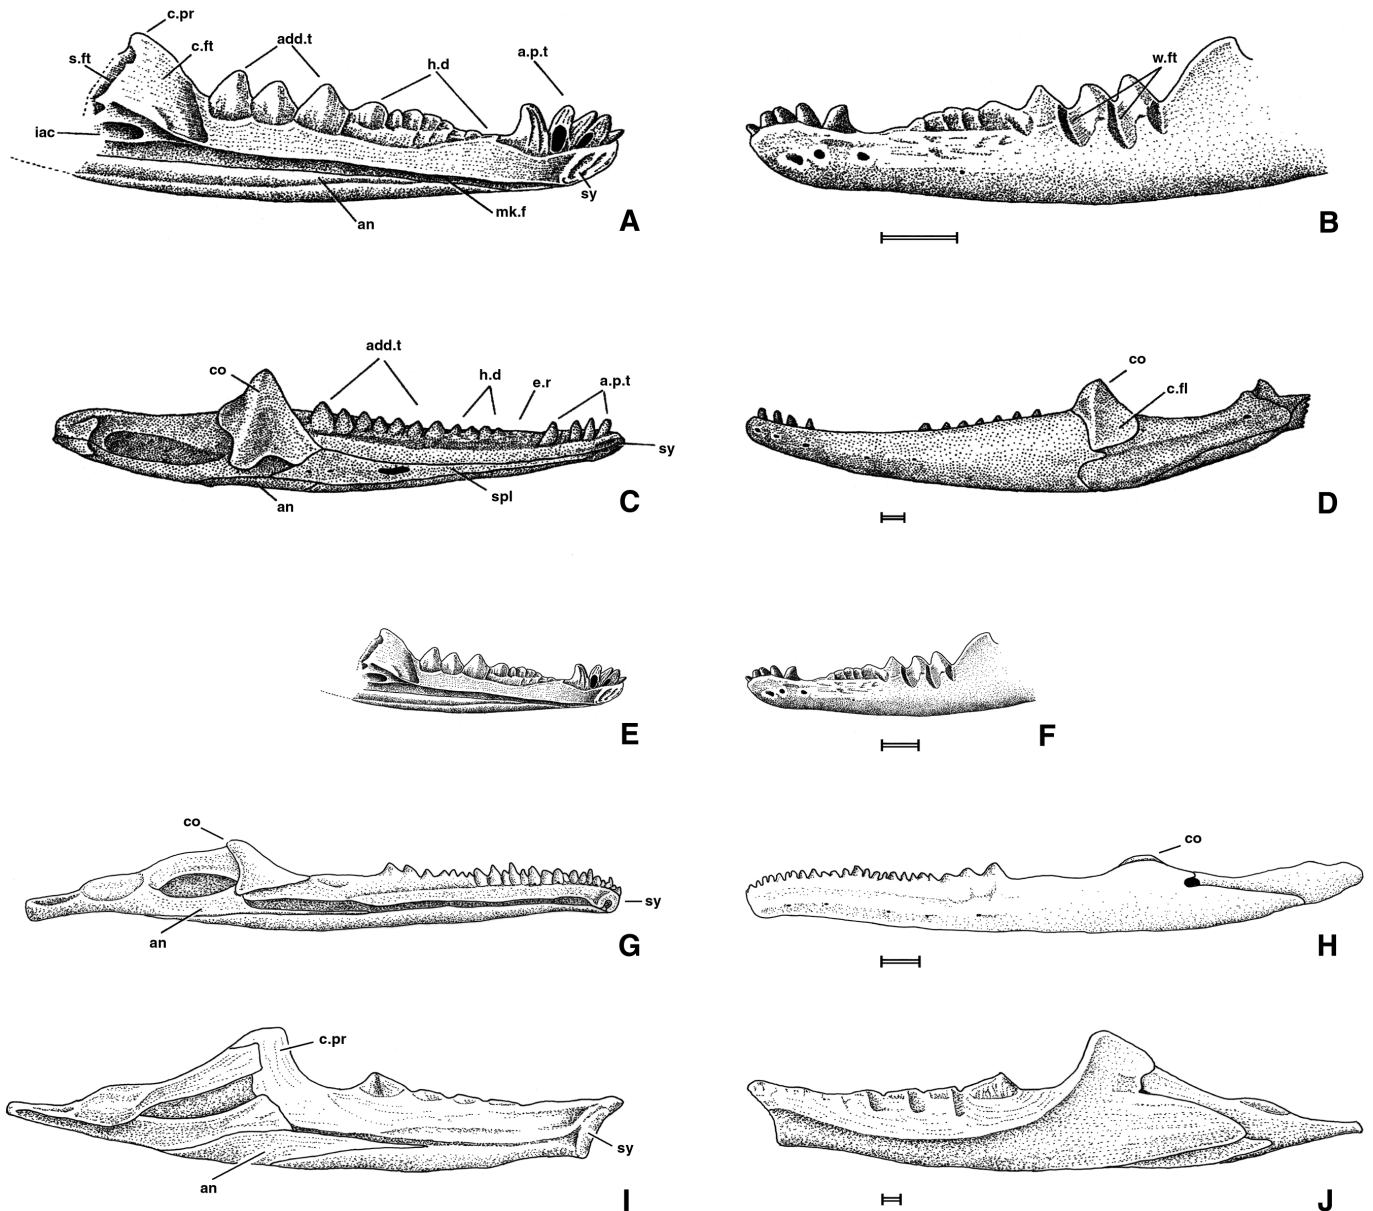 c.pr
c.ft
s.ft
add.t
h.d
a.p.t
iac
sy
mk.f
an
A
w.ft
B
add.t
co
h.d
e.r
a.p.t
sy
spl
an
C
co
c.fl
D
E
F
co
sy
an
G
co
H
c.pr
sy
an
I
J